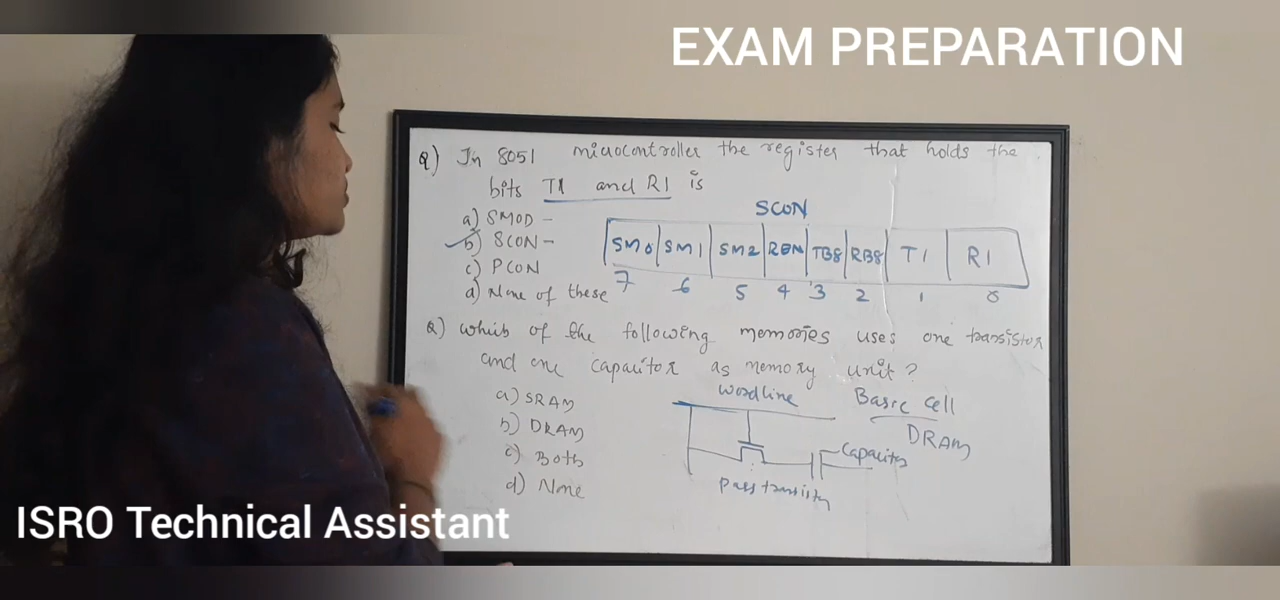 EXAM PREPARATION
Q) In 8051 microcontroller the register that holds the
bits TI and RI is
a) SMOD -
b) SCON -
c) PCON
d) None of these
SCON
SM0 SM1 SM2 REN TB8 RB8 TI RI
7 6 5 4 3 2 1 0
Q) which of the following memories uses one transistor
and one capacitor as memory unit?
a) SRAM
b) DRAM
c) Both
d) None
wordline
Basic cell
DRAM
Capacitor
pass transistor
ISRO Technical Assistant